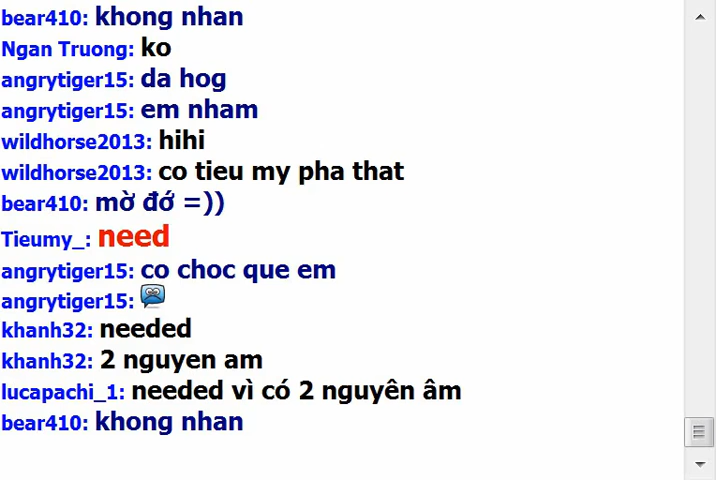 bear410: khong nhan
Ngan Truong: ko
angrytiger15: da hog
angrytiger15: em nham
wildhorse2013: hihi
wildhorse2013: co tieu my pha that
bear410: mờ đớ =))
Tieumy_: need
angrytiger15: co choc que em
angrytiger15:
khanh32: needed
khanh32: 2 nguyen am
lucapachi_1: needed vì có 2 nguyên âm
bear410: khong nhan